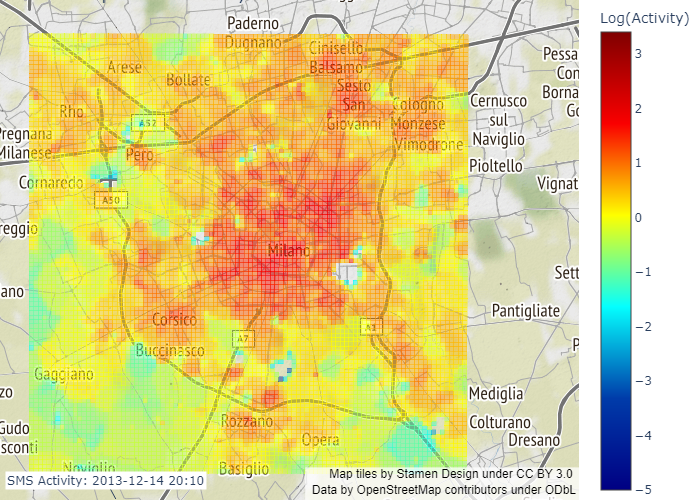 Log(Activity)
Paderno
Dugnano
Cinisello
Balsamo
Pessa
Con
Borna
Go
Arese
Bollate
Sesto
San
Giovanni
Cologno
Monzese
Cernusco
sul
Naviglio
Rho
A52
Pregnana
Milanese
Pero
Vimodrone
Pioltello
Cornaredo
A50
Vignat
reggio
Milano
Sett
ano
Pantigliate
Corsico
A7
A1
P
Buccinasco
Gaggiano
zo
Mediglia
Rozzano
Colturano
Gudo
sconti
Opera
Dresano
Noviglio
Basiglio
SMS Activity: 2013-12-14 20:10
Map tiles by Stamen Design under CC BY 3.0
Data by OpenStreetMap contributors under ODbL
3
2
1
0
−1
−2
−3
−4
−5